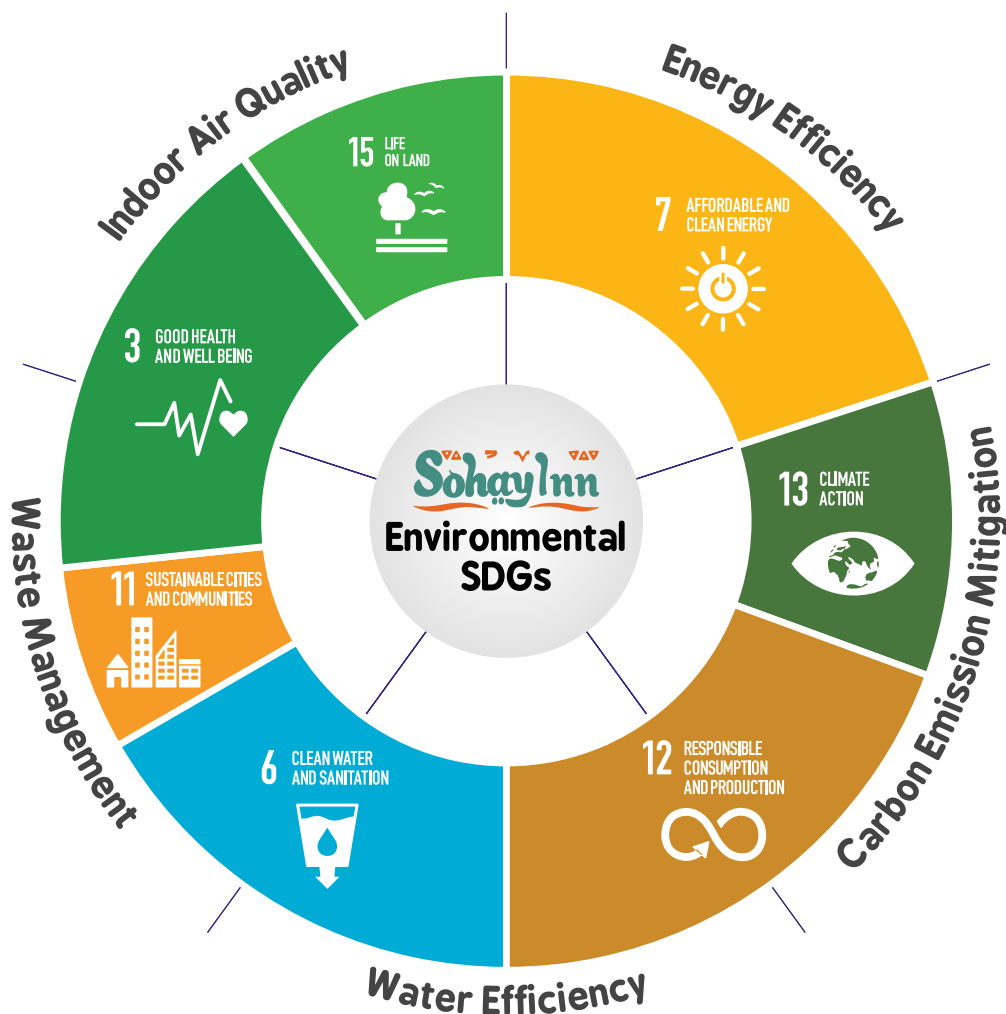 Indoor Air Quality
Energy Efficiency
15 LIFE
ON LAND
7 AFFORDABLE AND
CLEAN ENERGY
3 GOOD HEALTH
AND WELL BEING
SohayInn
Environmental
SDGs
13 CLIMATE
ACTION
Carbon Emission Mitigation
Waste Management
11 SUSTAINABLE CITIES
AND COMMUNITIES
6 CLEAN WATER
AND SANITATION
12 RESPONSIBLE
CONSUMPTION
AND PRODUCTION
Water Efficiency